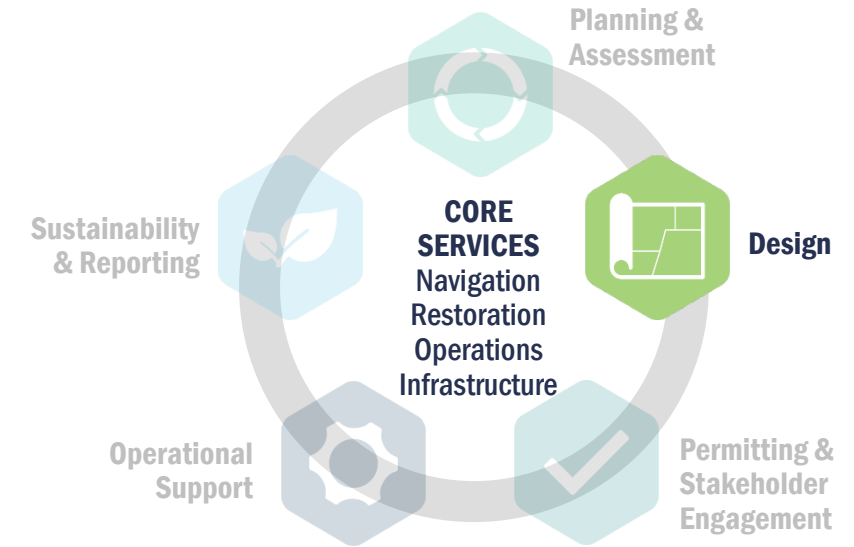 Planning &
Assessment
CORE
SERVICES
Navigation
Restoration
Operations
Infrastructure
Design
Sustainability
& Reporting
Operational
Support
Permitting &
Stakeholder
Engagement